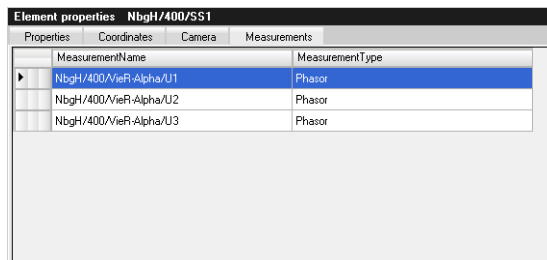 Element properties NbgH/400/SS1
Properties Coordinates Camera Measurements
MeasurementName MeasurementType
NbgH/400/VieR-Alpha/U1 Phasor
NbgH/400/VieR-Alpha/U2 Phasor
NbgH/400/VieR-Alpha/U3 Phasor